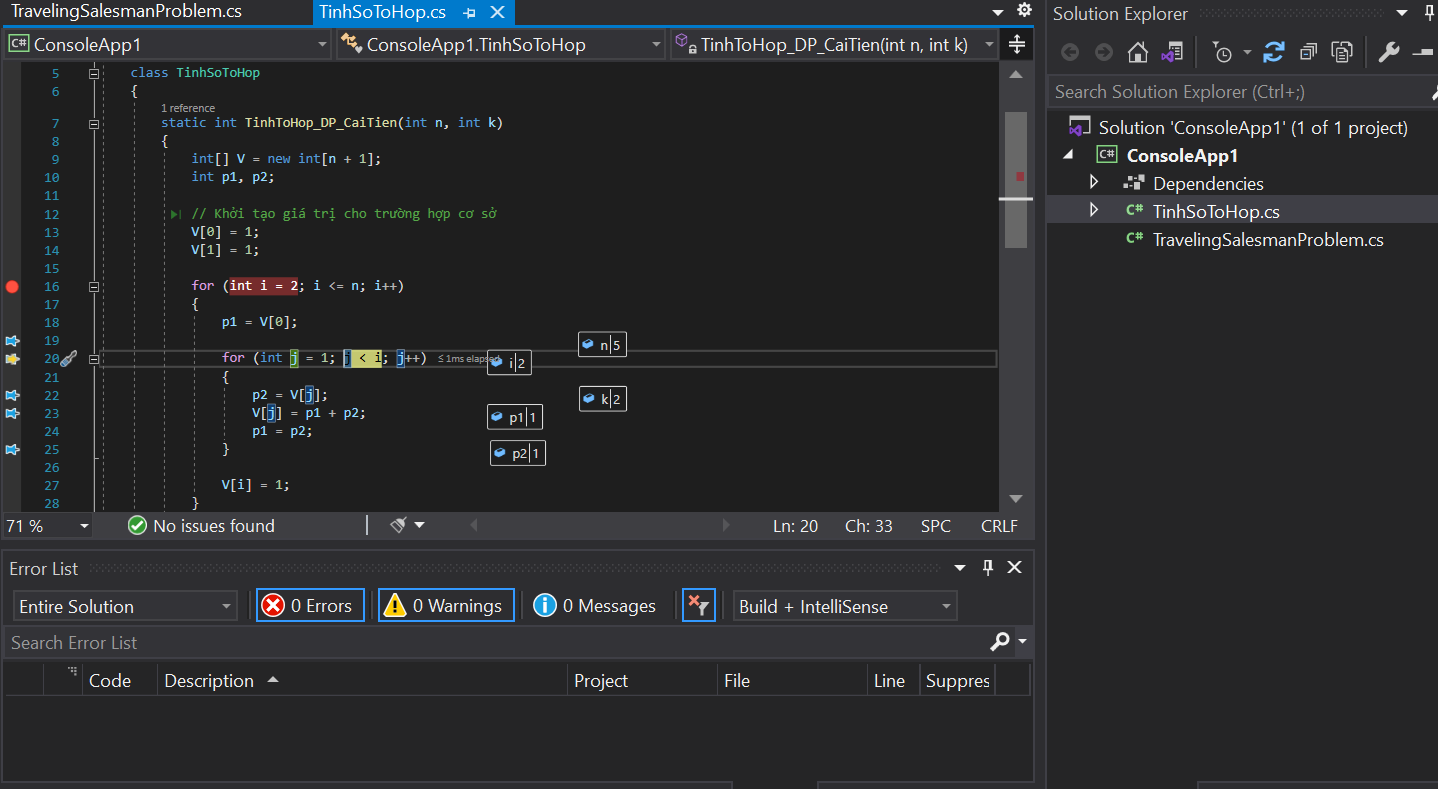 TravelingSalesmanProblem.cs
TinhSoToHop.cs
C# ConsoleApp1
ConsoleApp1.TinhSoToHop
TinhToHop_DP_CaiTien(int n, int k)
5 class TinhSoToHop
6 {
1 reference
7 static int TinhToHop_DP_CaiTien(int n, int k)
8 {
9 int[] V = new int[n + 1];
10 int p1, p2;
11
12 // Khởi tạo giá trị cho trường hợp cơ sở
13 V[0] = 1;
14 V[1] = 1;
15
16 for (int i = 2; i <= n; i++)
17 {
18 p1 = V[0];
19
20 for (int j = 1; j < i; j++) ≤ 1ms elapsed
21 {
22 p2 = V[j];
23 V[j] = p1 + p2;
24 p1 = p2;
25 }
26
27 V[i] = 1;
28 }
n 5
i 2
k 2
p1 1
p2 1
71 %
No issues found
Ln: 20 Ch: 33 SPC CRLF
Error List
Entire Solution
0 Errors
0 Warnings
0 Messages
Build + IntelliSense
Search Error List
Code Description Project File Line Suppres
Solution Explorer
Search Solution Explorer (Ctrl+;)
Solution 'ConsoleApp1' (1 of 1 project)
C# ConsoleApp1
Dependencies
C# TinhSoToHop.cs
C# TravelingSalesmanProblem.cs